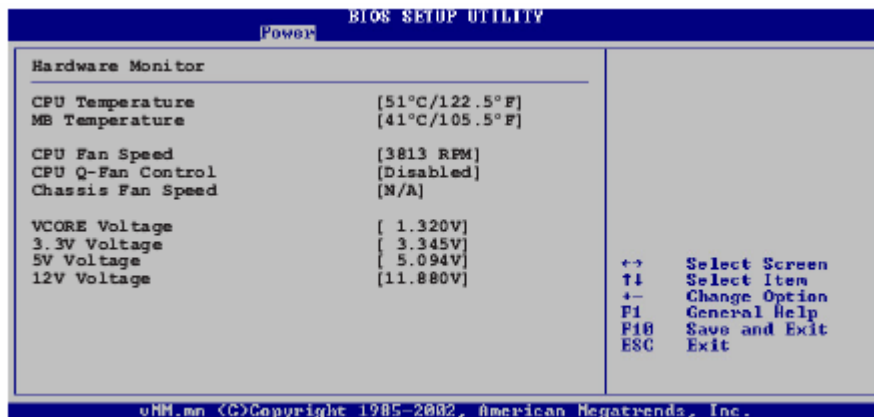 BIOS SETUP UTILITY
Power
Hardware Monitor
CPU Temperature [51°C/122.5°F]
MB Temperature [41°C/105.5°F]
CPU Fan Speed [3813 RPM]
CPU Q-Fan Control [Disabled]
Chassis Fan Speed [N/A]
VCORE Voltage [ 1.320V]
3.3V Voltage [ 3.345V]
5V Voltage [ 5.094V]
12V Voltage [11.880V]
←→ Select Screen
↑↓ Select Item
+- Change Option
F1 General Help
F10 Save and Exit
ESC Exit
vMM.mn (C)Copyright 1985-2002, American Megatrends, Inc.